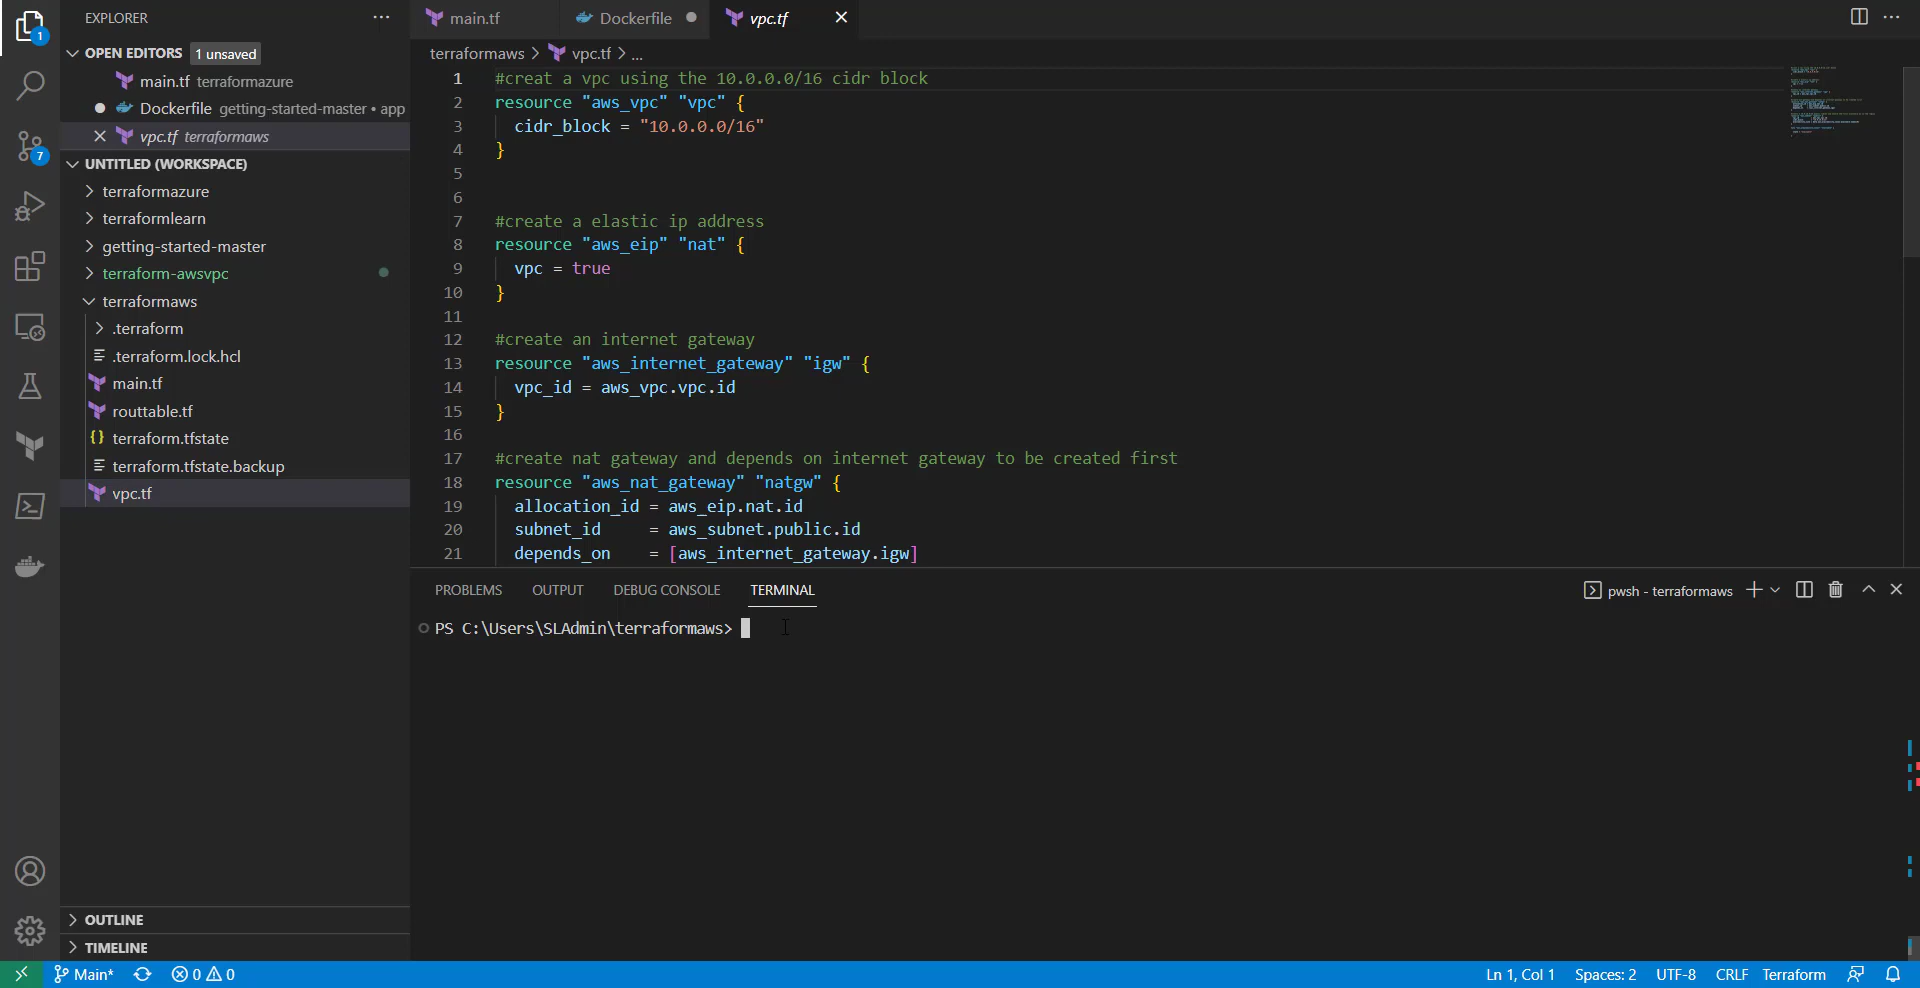 EXPLORER
OPEN EDITORS 1 unsaved
main.tf terraformazure
Dockerfile getting-started-master • app
vpc.tf terraformaws
UNTITLED (WORKSPACE)
terraformazure
terraformlearn
getting-started-master
terraform-awsvpc
terraformaws
.terraform
.terraform.lock.hcl
main.tf
routtable.tf
terraform.tfstate
terraform.tfstate.backup
vpc.tf
OUTLINE
TIMELINE
1
7
main.tf
Dockerfile
vpc.tf
terraformaws > vpc.tf > ...
1 #creat a vpc using the 10.0.0.0/16 cidr block
2 resource "aws_vpc" "vpc" {
3 cidr_block = "10.0.0.0/16"
4 }
5
6
7 #create a elastic ip address
8 resource "aws_eip" "nat" {
9 vpc = true
10 }
11
12 #create an internet gateway
13 resource "aws_internet_gateway" "igw" {
14 vpc_id = aws_vpc.vpc.id
15 }
16
17 #create nat gateway and depends on internet gateway to be created first
18 resource "aws_nat_gateway" "natgw" {
19 allocation_id = aws_eip.nat.id
20 subnet_id = aws_subnet.public.id
21 depends_on = [aws_internet_gateway.igw]
PROBLEMS OUTPUT DEBUG CONSOLE TERMINAL
pwsh - terraformaws
PS C:\Users\SLAdmin\terraformaws>
Main* 0 0
Ln 1, Col 1 Spaces: 2 UTF-8 CRLF Terraform